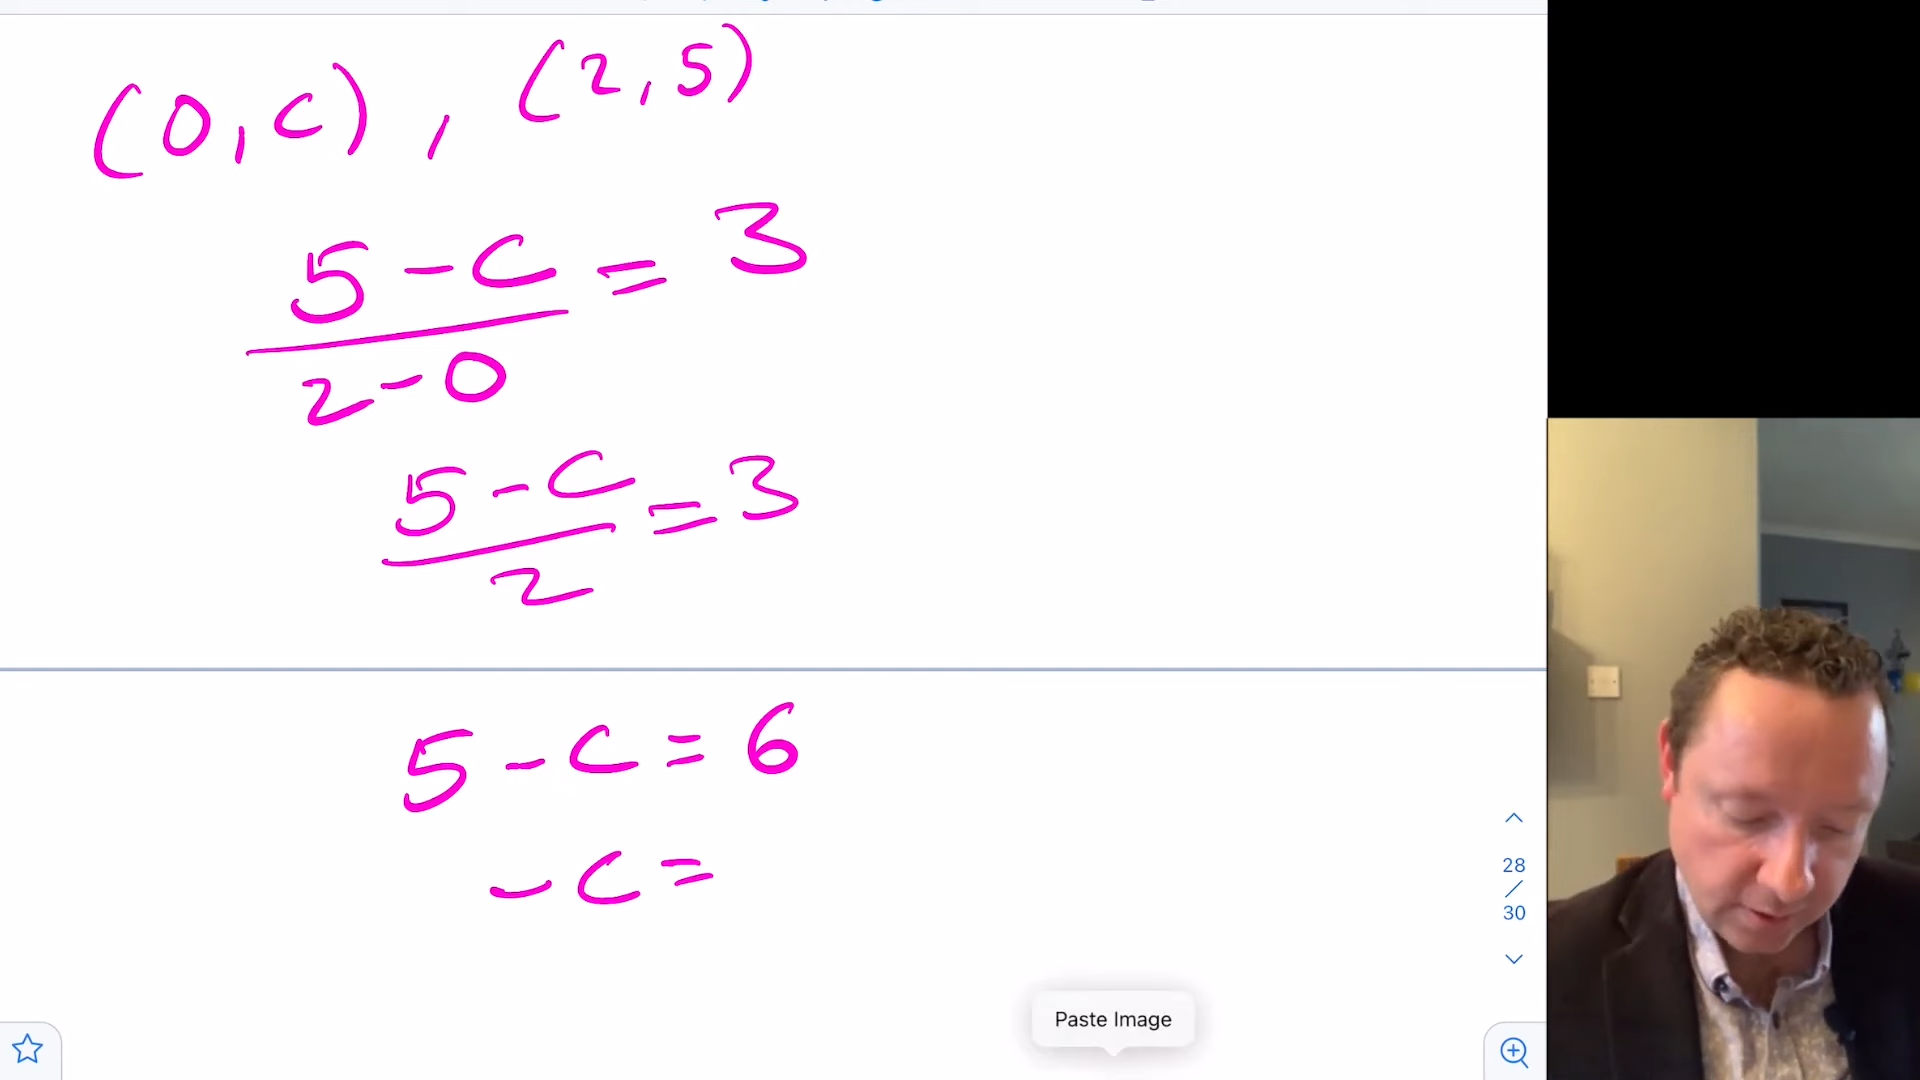 (0, c) , (2, 5)
5 - c = 3
2 - 0
5 - c = 3
2
5 - c = 6
- c =
28
/
30
Paste Image